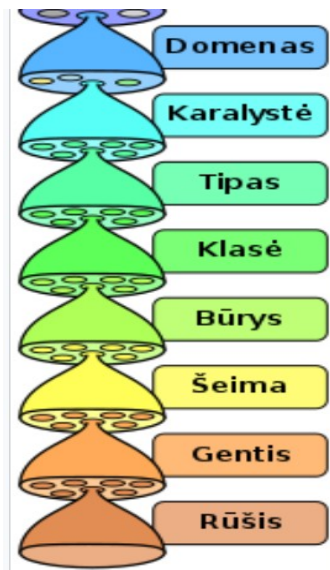 Domenas
Karalystė
Tipas
Klasė
Būrys
Šeima
Gentis
Rūšis